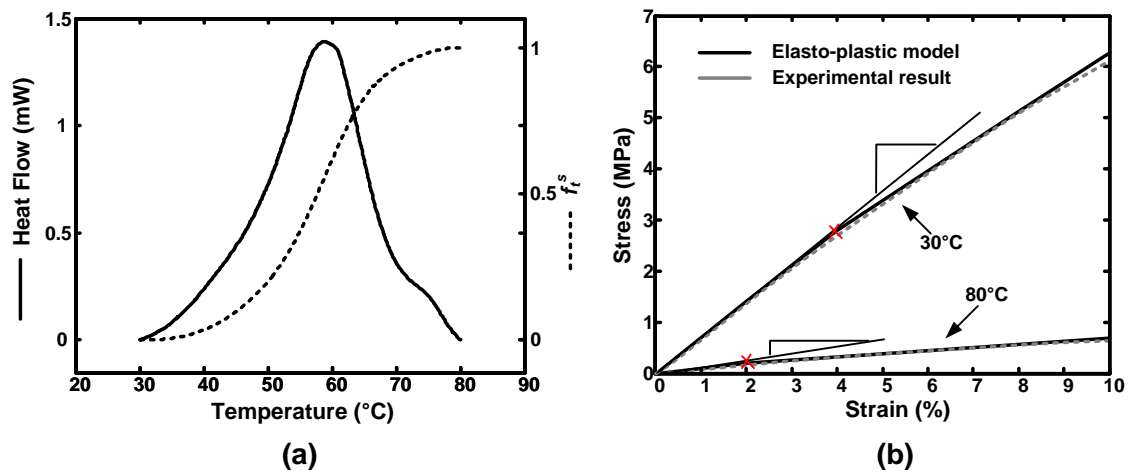 1.5
1
0.5
0
Heat Flow (mW)
1
0.5
0
f_t^s
20 30 40 50 60 70 80 90
Temperature (°C)
(a)
7
6
5
4
3
2
1
0
Stress (MPa)
Elasto-plastic model
Experimental result
30°C
80°C
0 1 2 3 4 5 6 7 8 9 10
Strain (%)
(b)